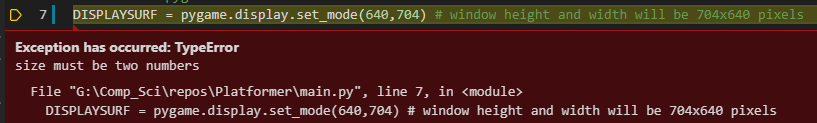 7 DISPLAYSURF = pygame.display.set_mode(640,704) # window height and width will be 704x640 pixels
Exception has occurred: TypeError
size must be two numbers
File "G:\Comp_Sci\repos\Platformer\main.py", line 7, in <module>
DISPLAYSURF = pygame.display.set_mode(640,704) # window height and width will be 704x640 pixels